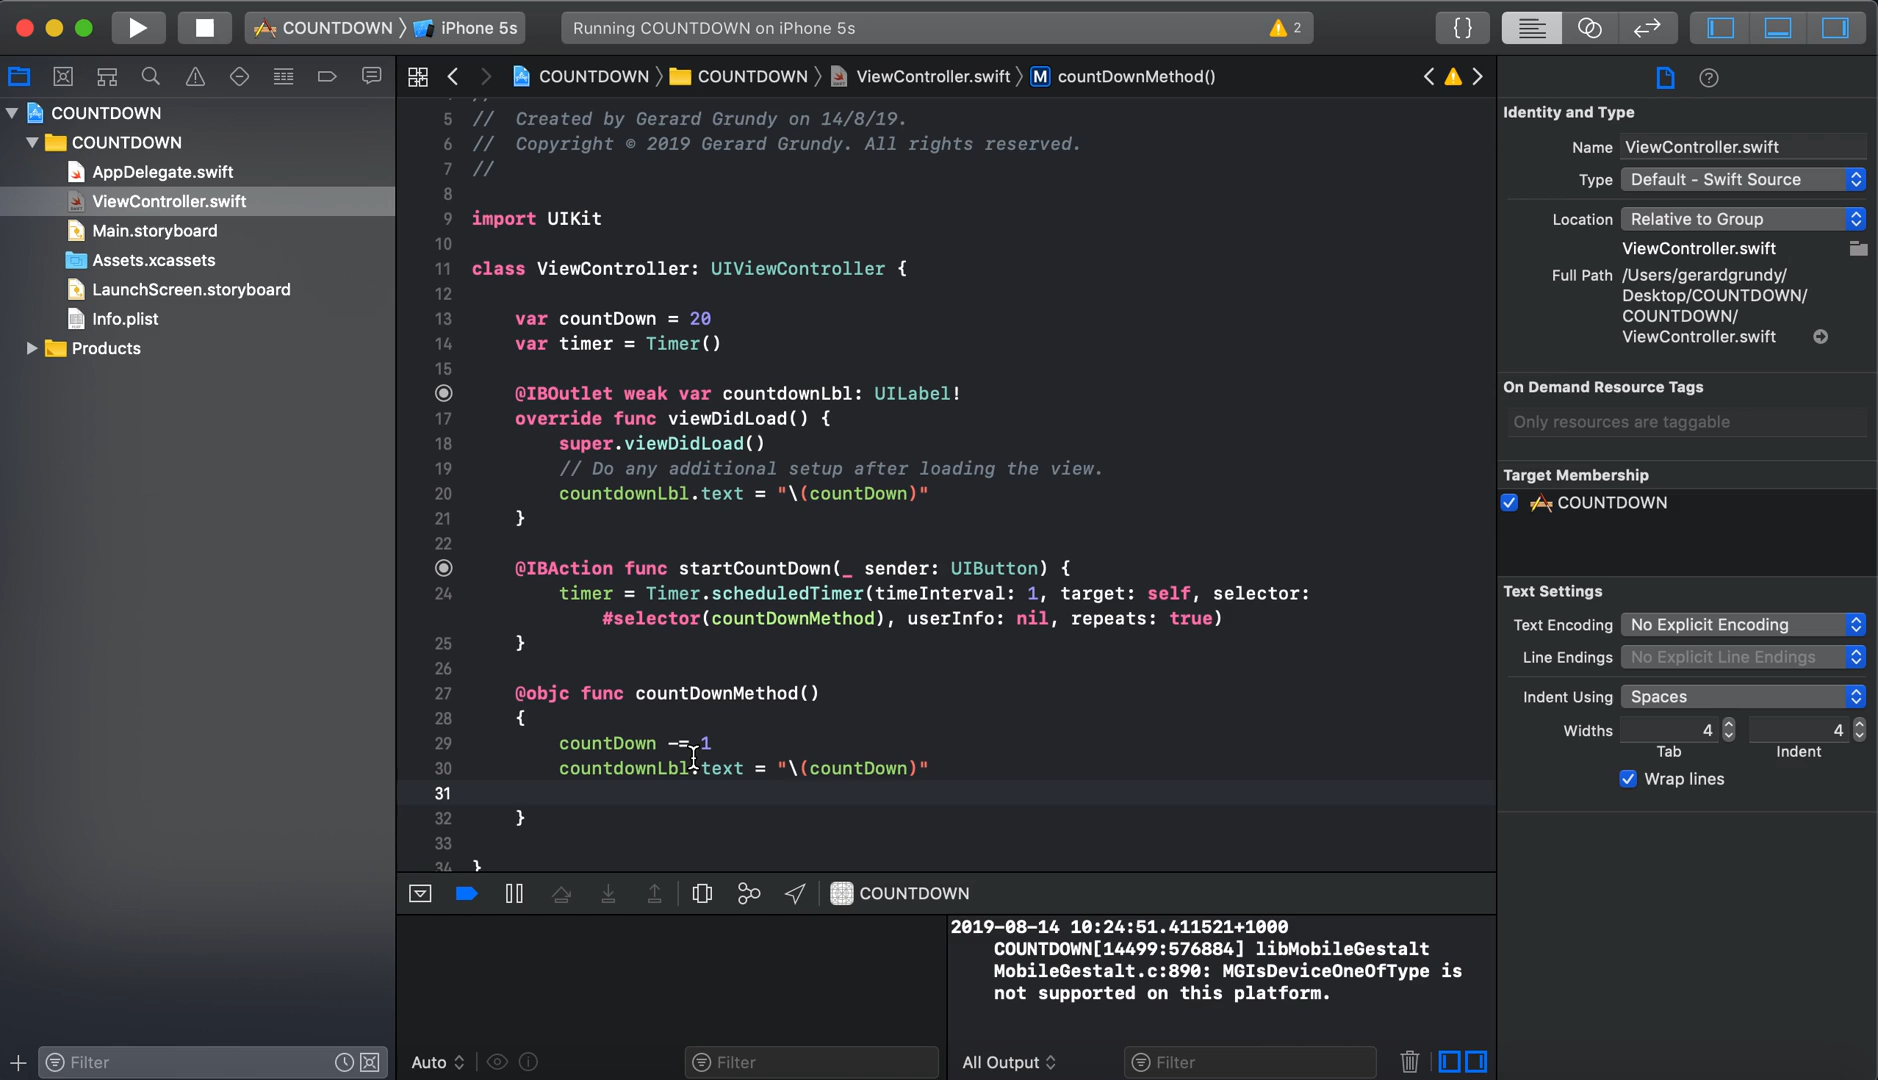 COUNTDOWN
iPhone 5s
Running COUNTDOWN on iPhone 5s
2
{}
COUNTDOWN
COUNTDOWN
ViewController.swift
M
countDownMethod()
COUNTDOWN
COUNTDOWN
AppDelegate.swift
ViewController.swift
Main.storyboard
Assets.xcassets
LaunchScreen.storyboard
Info.plist
Products
Filter
5 // Created by Gerard Grundy on 14/8/19.
6 // Copyright © 2019 Gerard Grundy. All rights reserved.
7 //
8
9 import UIKit
10
11 class ViewController: UIViewController {
12
13 var countDown = 20
14 var timer = Timer()
15
@IBOutlet weak var countdownLbl: UILabel!
17 override func viewDidLoad() {
18 super.viewDidLoad()
19 // Do any additional setup after loading the view.
20 countdownLbl.text = "\(countDown)"
21 }
22
@IBAction func startCountDown(_ sender: UIButton) {
24 timer = Timer.scheduledTimer(timeInterval: 1, target: self, selector:
#selector(countDownMethod), userInfo: nil, repeats: true)
25 }
26
27 @objc func countDownMethod()
28 {
29 countDown -= 1
30 countdownLbl.text = "\(countDown)"
31
32 }
33
34 }
COUNTDOWN
2019-08-14 10:24:51.411521+1000
COUNTDOWN[14499:576884] libMobileGestalt
MobileGestalt.c:890: MGIsDeviceOneOfType is
not supported on this platform.
Auto
Filter
All Output
Filter
Identity and Type
Name ViewController.swift
Type Default - Swift Source
Location Relative to Group
ViewController.swift
Full Path /Users/gerardgrundy/
Desktop/COUNTDOWN/
COUNTDOWN/
ViewController.swift
On Demand Resource Tags
Only resources are taggable
Target Membership
COUNTDOWN
Text Settings
Text Encoding No Explicit Encoding
Line Endings No Explicit Line Endings
Indent Using Spaces
Widths 4 4
Tab Indent
Wrap lines